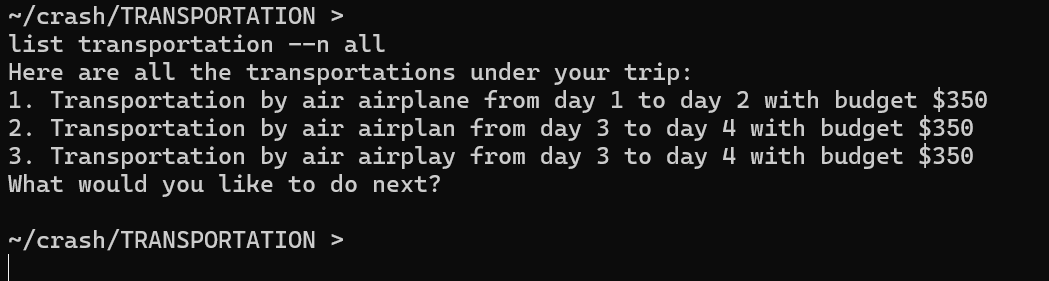 ~/crash/TRANSPORTATION >
list transportation --n all
Here are all the transportations under your trip:
1. Transportation by air airplane from day 1 to day 2 with budget $350
2. Transportation by air airplan from day 3 to day 4 with budget $350
3. Transportation by air airplay from day 3 to day 4 with budget $350
What would you like to do next?
~/crash/TRANSPORTATION >